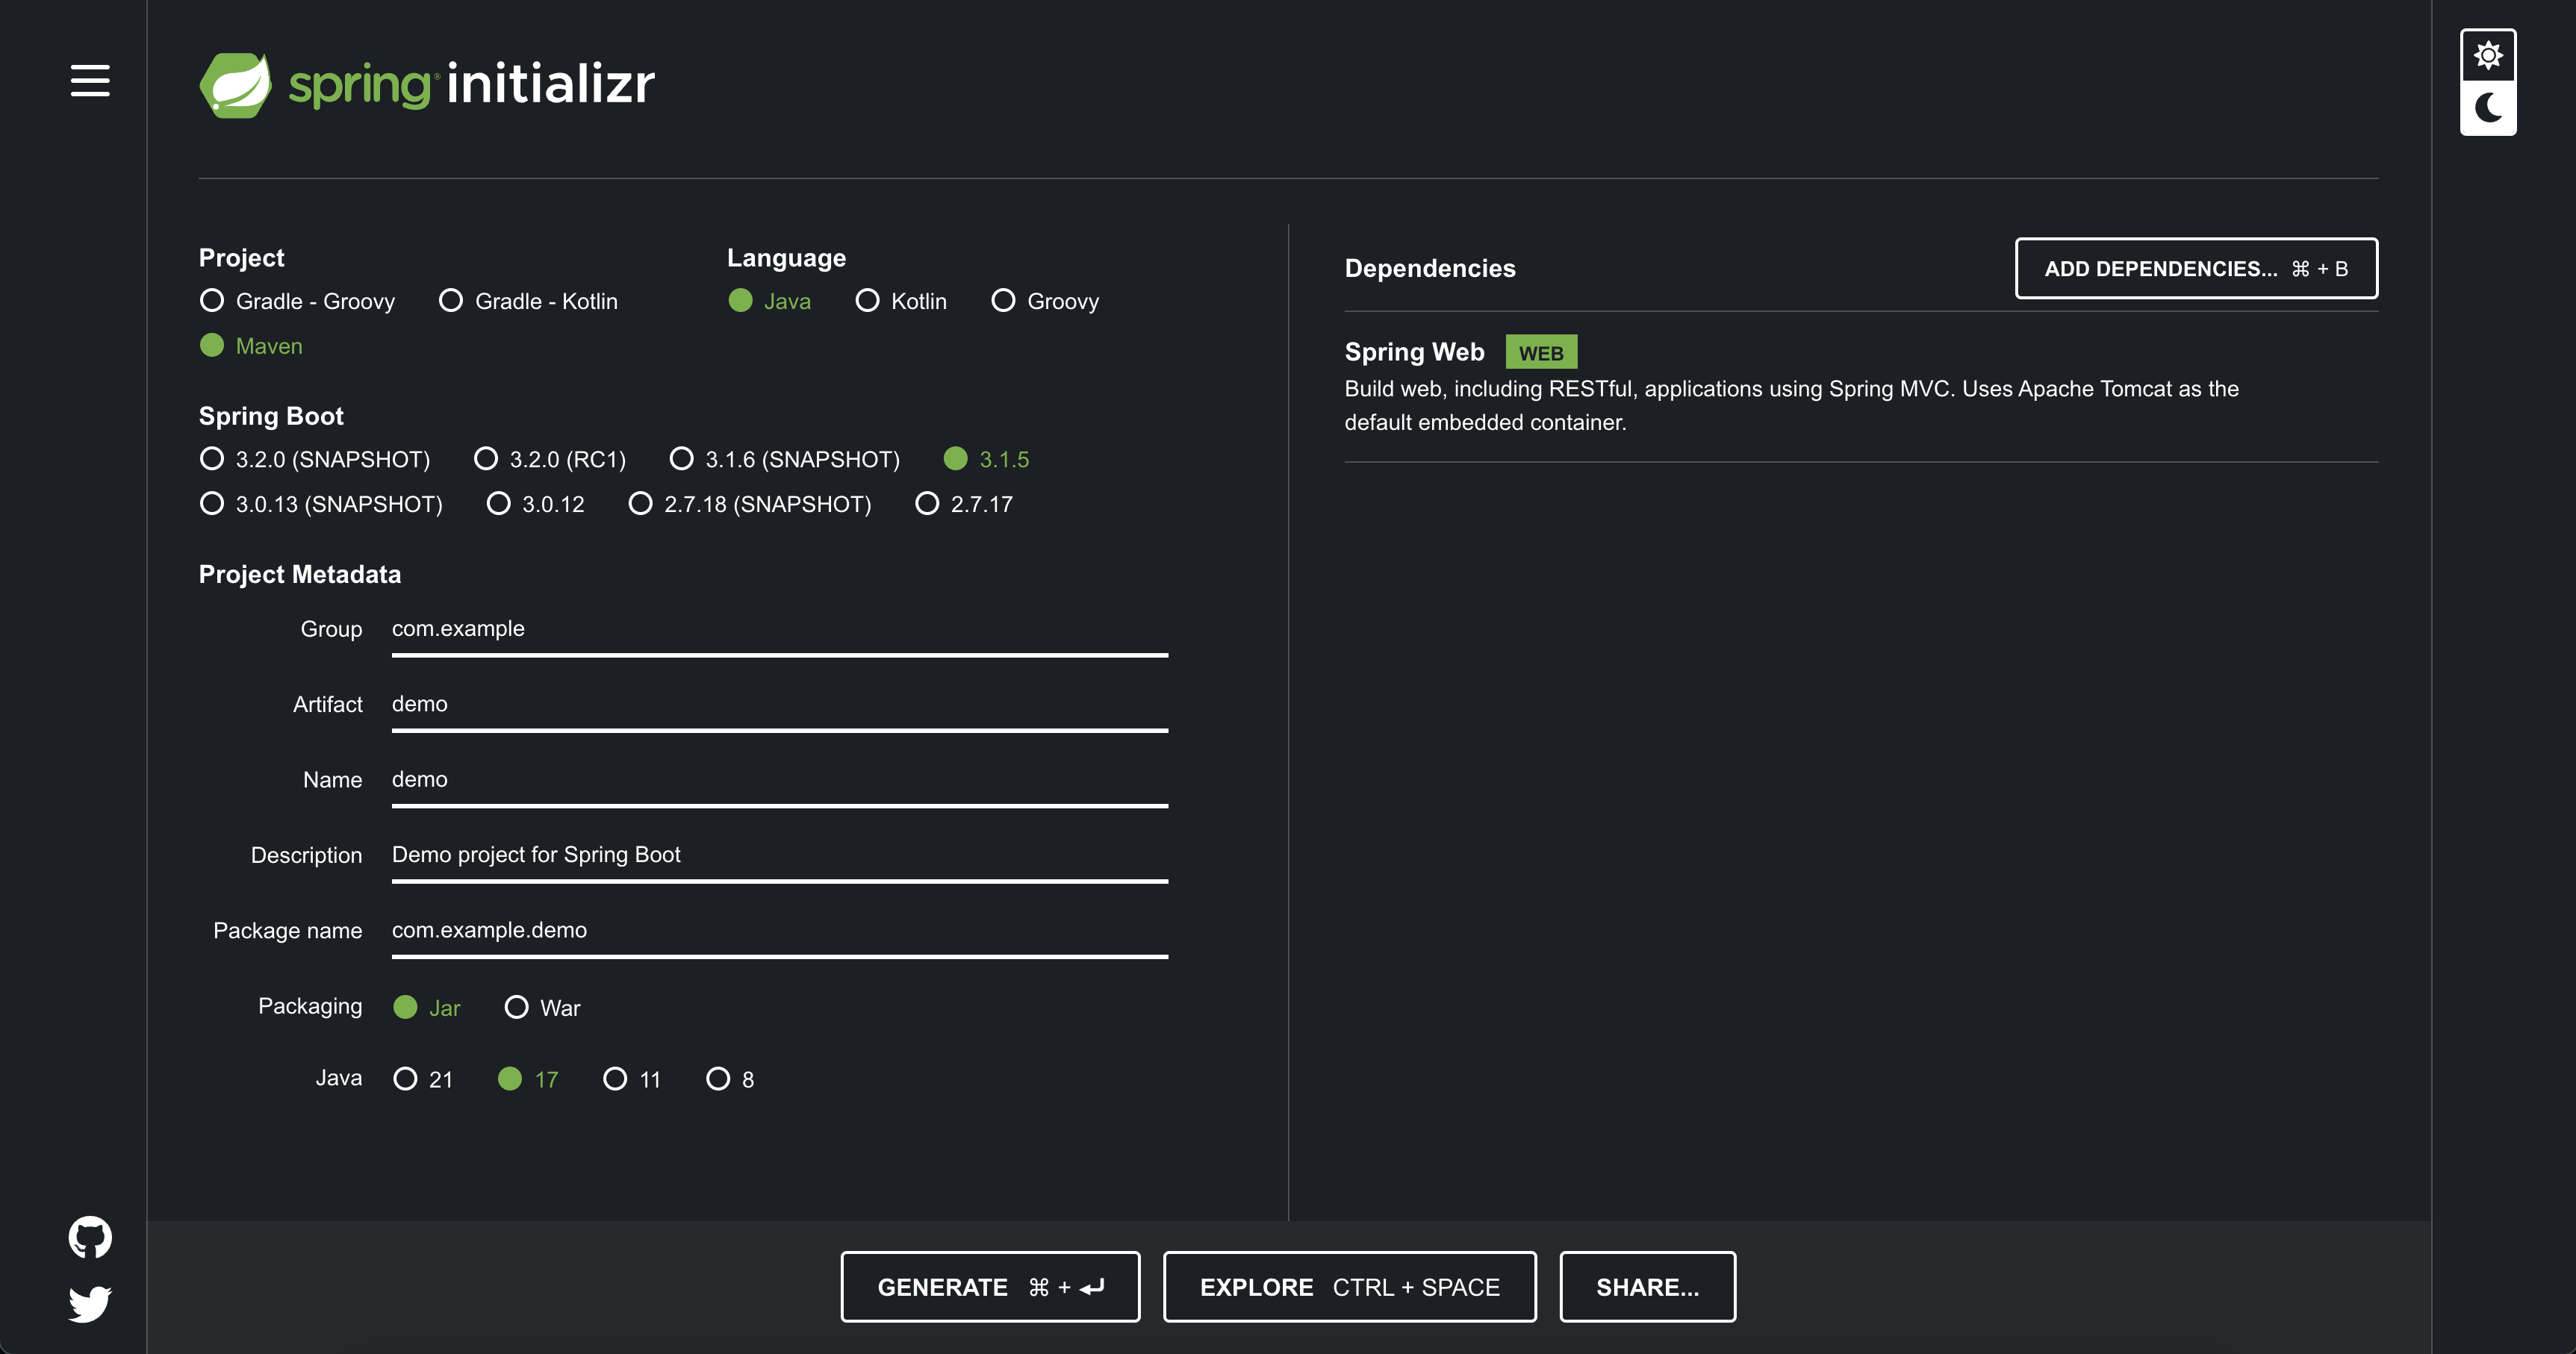 spring initializr
Project
Gradle - Groovy Gradle - Kotlin
Maven
Language
Java Kotlin Groovy
Spring Boot
3.2.0 (SNAPSHOT) 3.2.0 (RC1) 3.1.6 (SNAPSHOT) 3.1.5
3.0.13 (SNAPSHOT) 3.0.12 2.7.18 (SNAPSHOT) 2.7.17
Project Metadata
Group com.example
Artifact demo
Name demo
Description Demo project for Spring Boot
Package name com.example.demo
Packaging Jar War
Java 21 17 11 8
Dependencies ADD DEPENDENCIES... ⌘ + B
Spring Web WEB
Build web, including RESTful, applications using Spring MVC. Uses Apache Tomcat as the
default embedded container.
GENERATE ⌘ + ⏎ EXPLORE CTRL + SPACE SHARE...